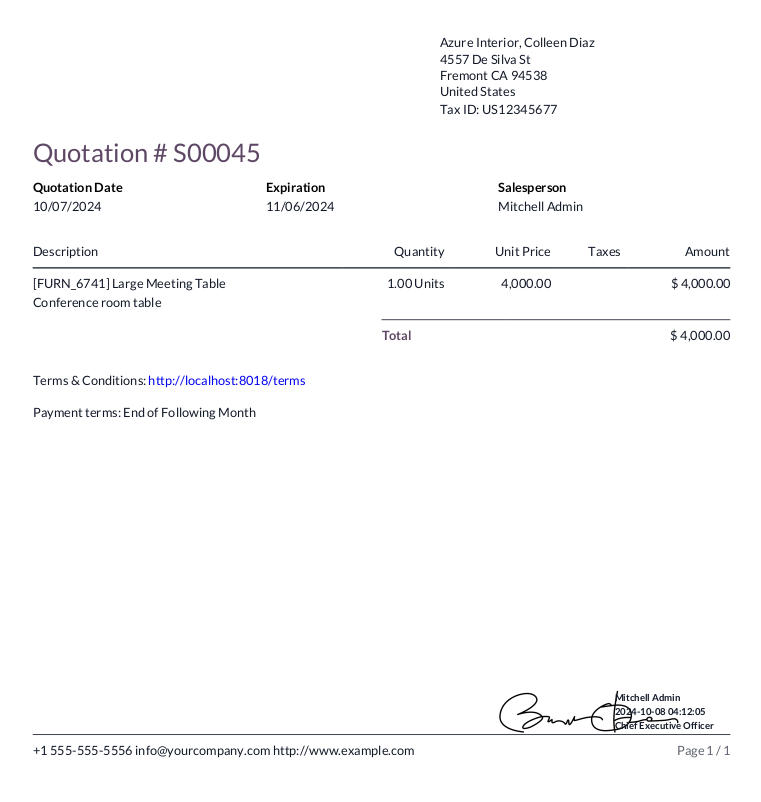 Azure Interior, Colleen Diaz
4557 De Silva St
Fremont CA 94538
United States
Tax ID: US12345677
Quotation # S00045
Quotation Date Expiration Salesperson
10/07/2024 11/06/2024 Mitchell Admin
Description Quantity Unit Price Taxes Amount
[FURN_6741] Large Meeting Table 1.00 Units 4,000.00 $ 4,000.00
Conference room table
Total $ 4,000.00
Terms & Conditions: http://localhost:8018/terms
Payment terms: End of Following Month
Mitchell Admin
2024-10-08 04:12:05
Chief Executive Officer
+1 555-555-5556 info@yourcompany.com http://www.example.com Page 1 / 1